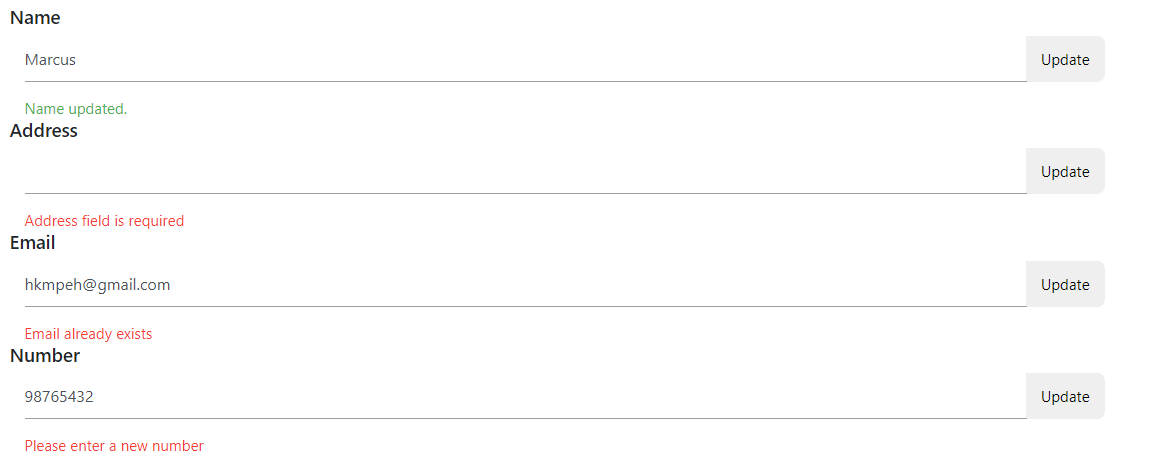 Name
Marcus Update
Name updated.
Address
Update
Address field is required
Email
hkmpeh@gmail.com Update
Email already exists
Number
98765432 Update
Please enter a new number